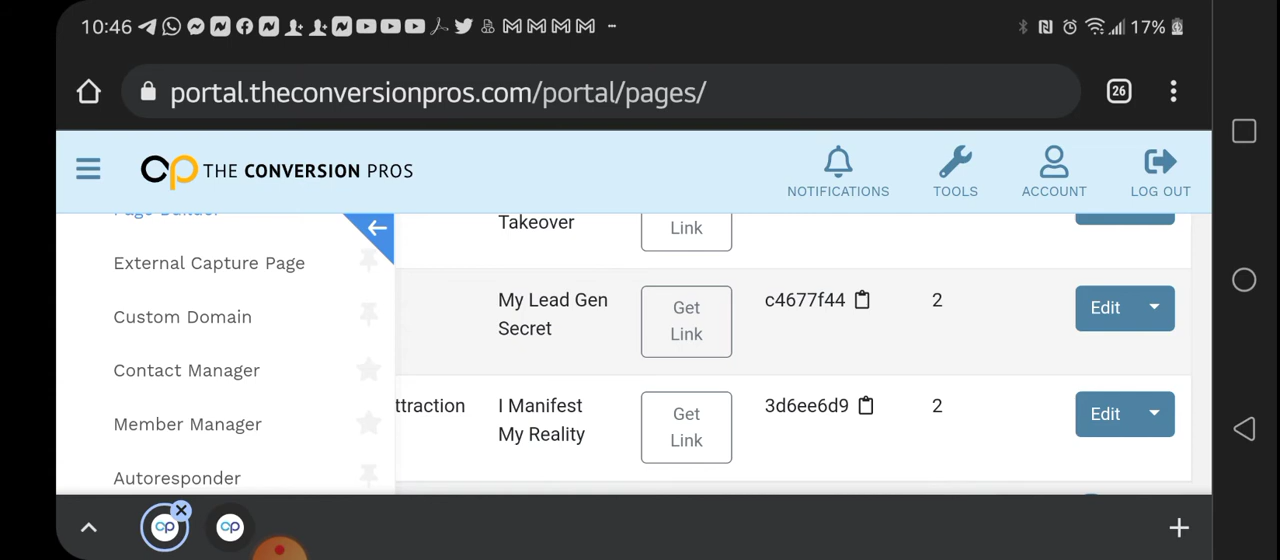 10:46
17%
portal.theconversionpros.com/portal/pages/
26
THE CONVERSION PROS
NOTIFICATIONS
TOOLS
ACCOUNT
LOG OUT
Page Builder
Takeover
Link
External Capture Page
Custom Domain
My Lead Gen
Secret
Get
Link
c4677f44
2
Edit
Contact Manager
ttraction
I Manifest
My Reality
Get
Link
3d6ee6d9
2
Edit
Member Manager
Autoresponder